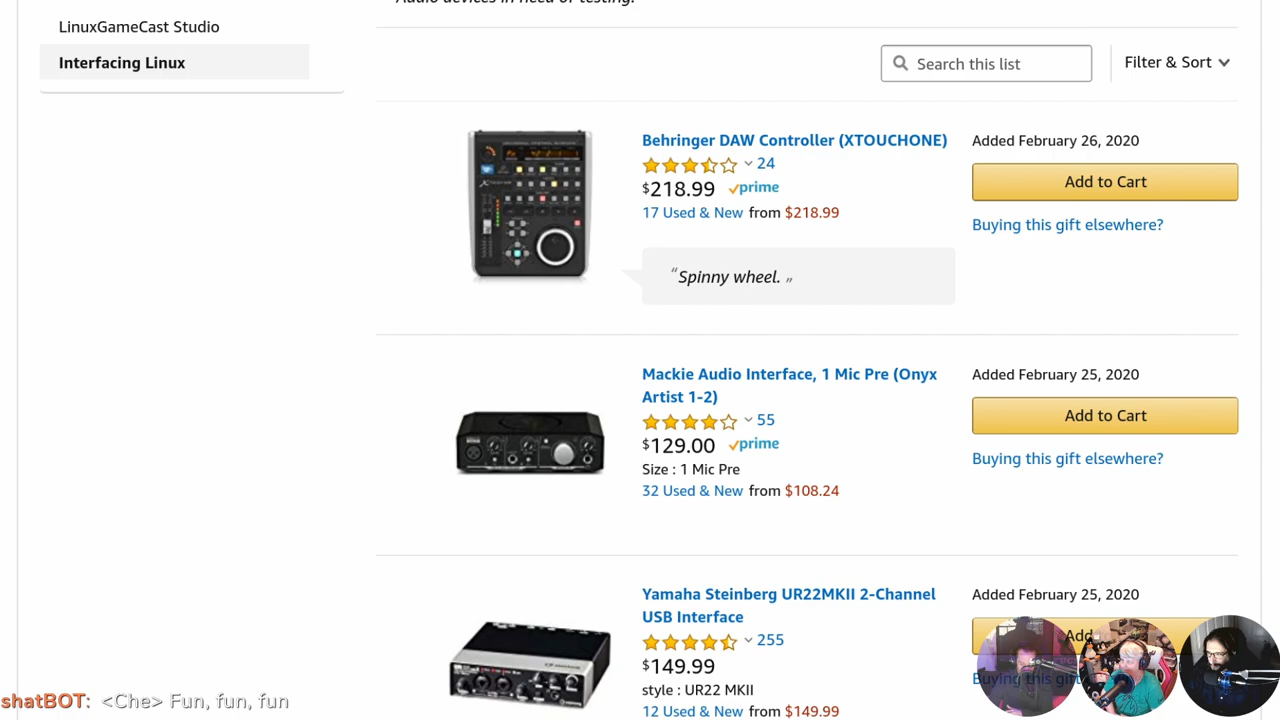 Audio devices in need of testing.
LinuxGameCast Studio
Interfacing Linux
Search this list
Filter & Sort
Behringer DAW Controller (XTOUCHONE)
24
$218.99 prime
17 Used & New from $218.99
“Spinny wheel.„
Added February 26, 2020
Add to Cart
Buying this gift elsewhere?
Mackie Audio Interface, 1 Mic Pre (Onyx
Artist 1-2)
55
$129.00 prime
Size : 1 Mic Pre
32 Used & New from $108.24
Added February 25, 2020
Add to Cart
Buying this gift elsewhere?
Yamaha Steinberg UR22MKII 2-Channel
USB Interface
255
$149.99
style : UR22 MKII
12 Used & New from $149.99
Added February 25, 2020
Add
Buying this gift
shatBOT: <Che> Fun, fun, fun